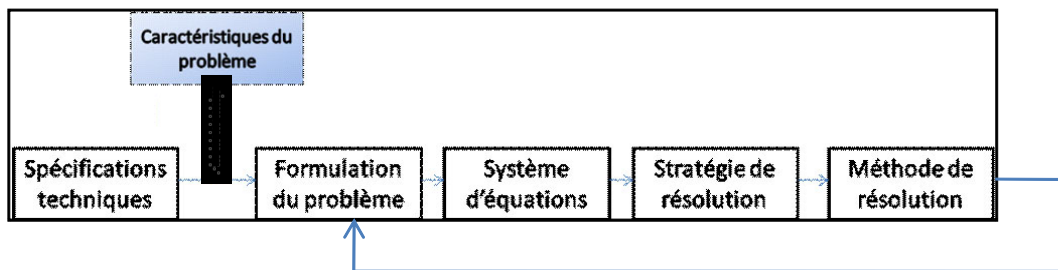 Caractéristiques du
problème
Spécifications
techniques
Formulation
du problème
Système
d'équations
Stratégie de
résolution
Méthode de
résolution